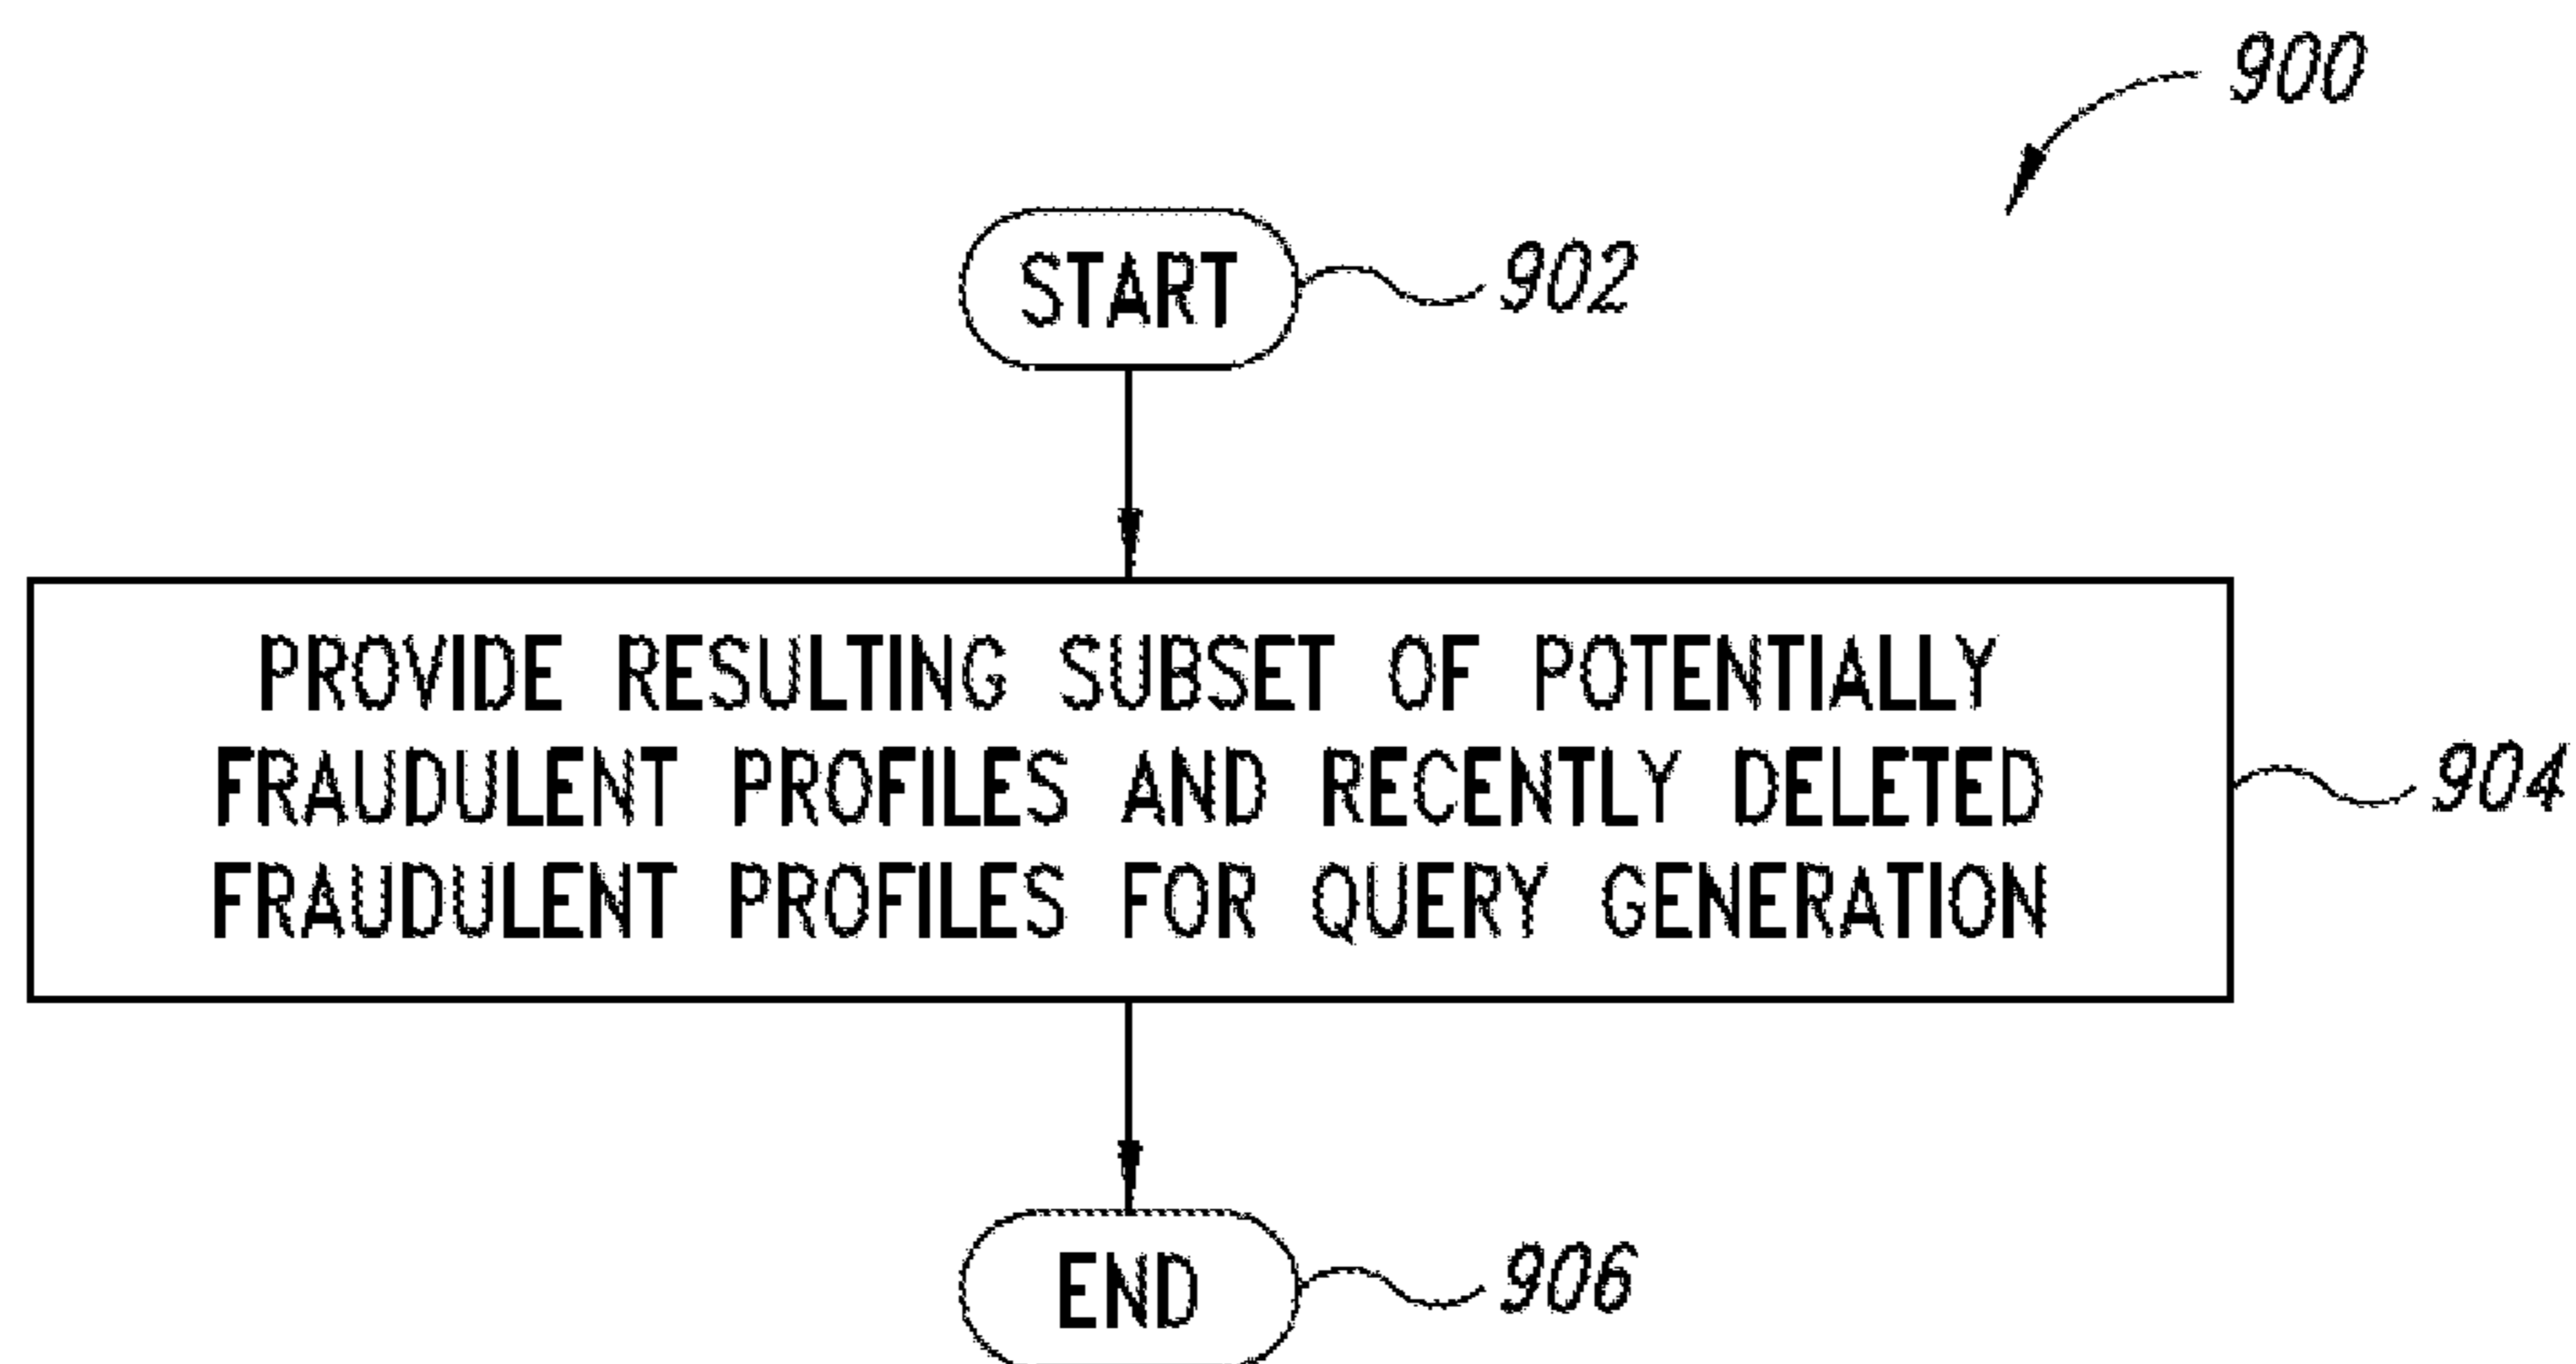 900
START
902
PROVIDE RESULTING SUBSET OF POTENTIALLY
FRAUDULENT PROFILES AND RECENTLY DELETED
FRAUDULENT PROFILES FOR QUERY GENERATION
904
END
906